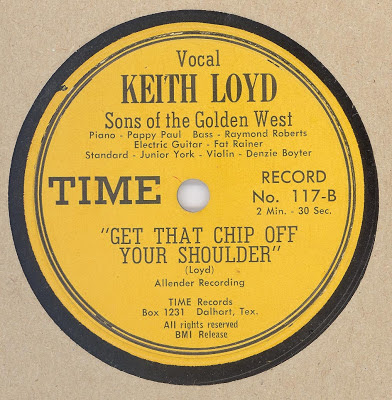 Vocal
KEITH LOYD
Sons of the Golden West
Piano - Pappy Paul Bass - Raymond Roberts
Electric Guitar - Fat Rainer
Standard - Junior York - Violin - Denzie Boyter
TIME
RECORD
No. 117-B
2 Min. - 30 Sec.
"GET THAT CHIP OFF
YOUR SHOULDER"
(Loyd)
Allender Recording
TIME Records
Box 1231 Dalhart, Tex.
All rights reserved
BMI Release